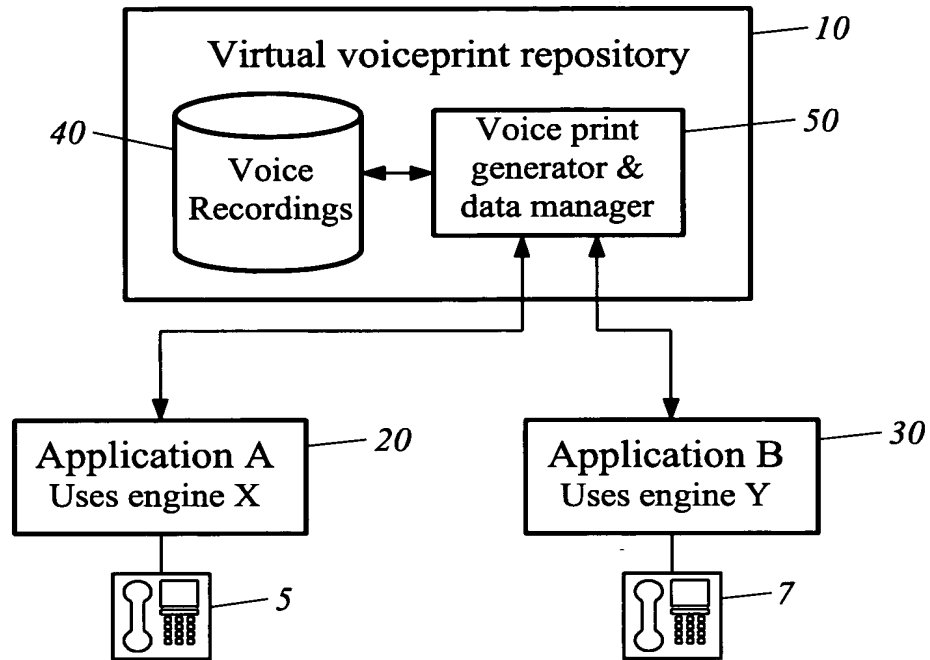 10
Virtual voiceprint repository
40
Voice
Recordings
Voice print
generator &
data manager
50
Application A
Uses engine X
20
Application B
Uses engine Y
30
5
7